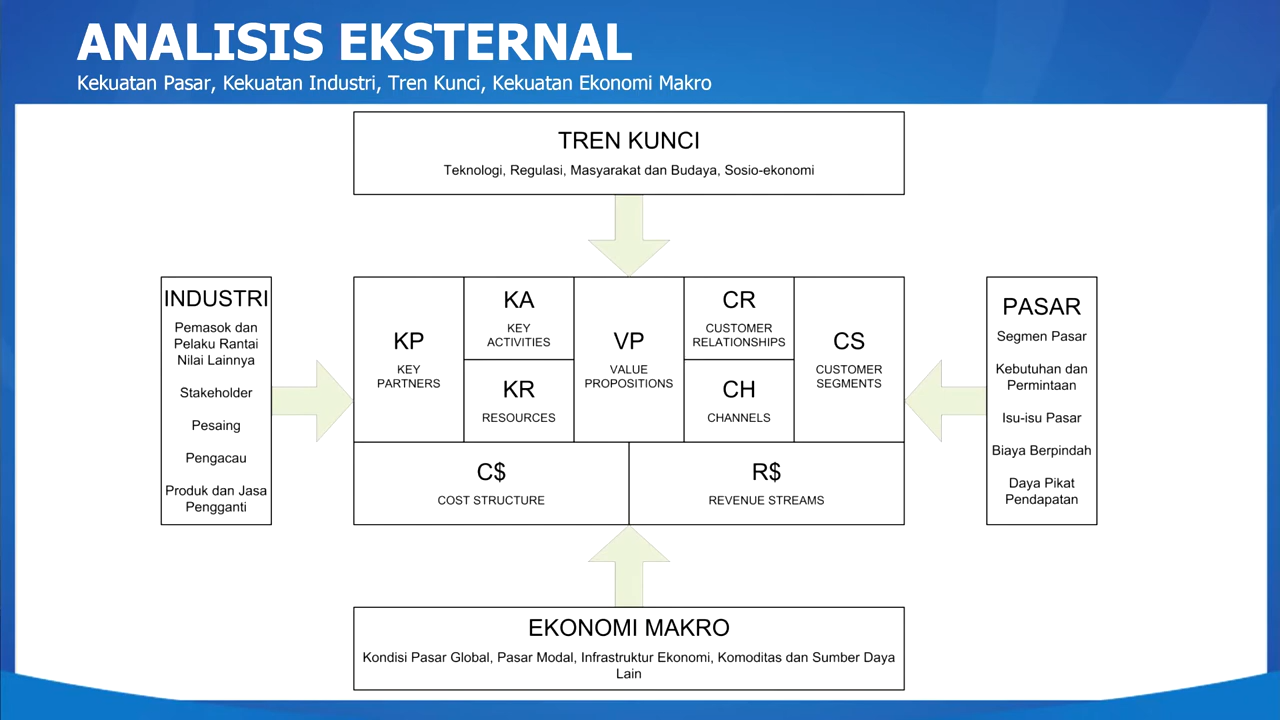 ANALISIS EKSTERNAL
Kekuatan Pasar, Kekuatan Industri, Tren Kunci, Kekuatan Ekonomi Makro
TREN KUNCI
Teknologi, Regulasi, Masyarakat dan Budaya, Sosio-ekonomi
INDUSTRI
Pemasok dan
Pelaku Rantai
Nilai Lainnya
Stakeholder
Pesaing
Pengacau
Produk dan Jasa
Pengganti
KP
KEY
PARTNERS
KA
KEY
ACTIVITIES
KR
RESOURCES
VP
VALUE
PROPOSITIONS
CR
CUSTOMER
RELATIONSHIPS
CH
CHANNELS
CS
CUSTOMER
SEGMENTS
C$
COST STRUCTURE
R$
REVENUE STREAMS
PASAR
Segmen Pasar
Kebutuhan dan
Permintaan
Isu-isu Pasar
Biaya Berpindah
Daya Pikat
Pendapatan
EKONOMI MAKRO
Kondisi Pasar Global, Pasar Modal, Infrastruktur Ekonomi, Komoditas dan Sumber Daya
Lain